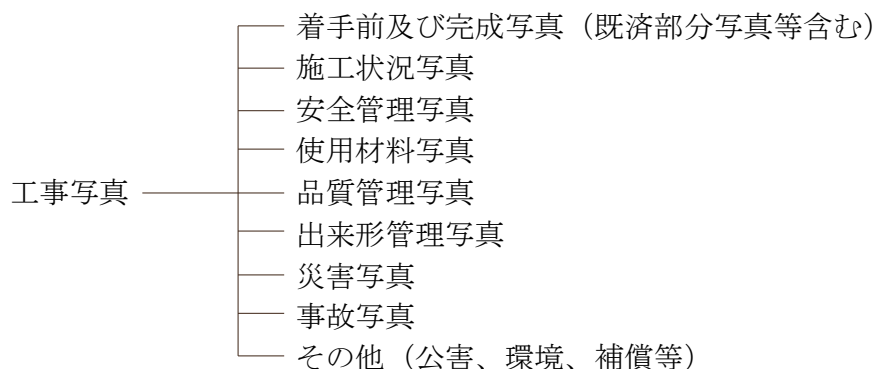 着手前及び完成写真（既済部分写真等含む）
施工状況写真
安全管理写真
使用材料写真
工事写真
品質管理写真
出来形管理写真
災害写真
事故写真
その他（公害、環境、補償等）